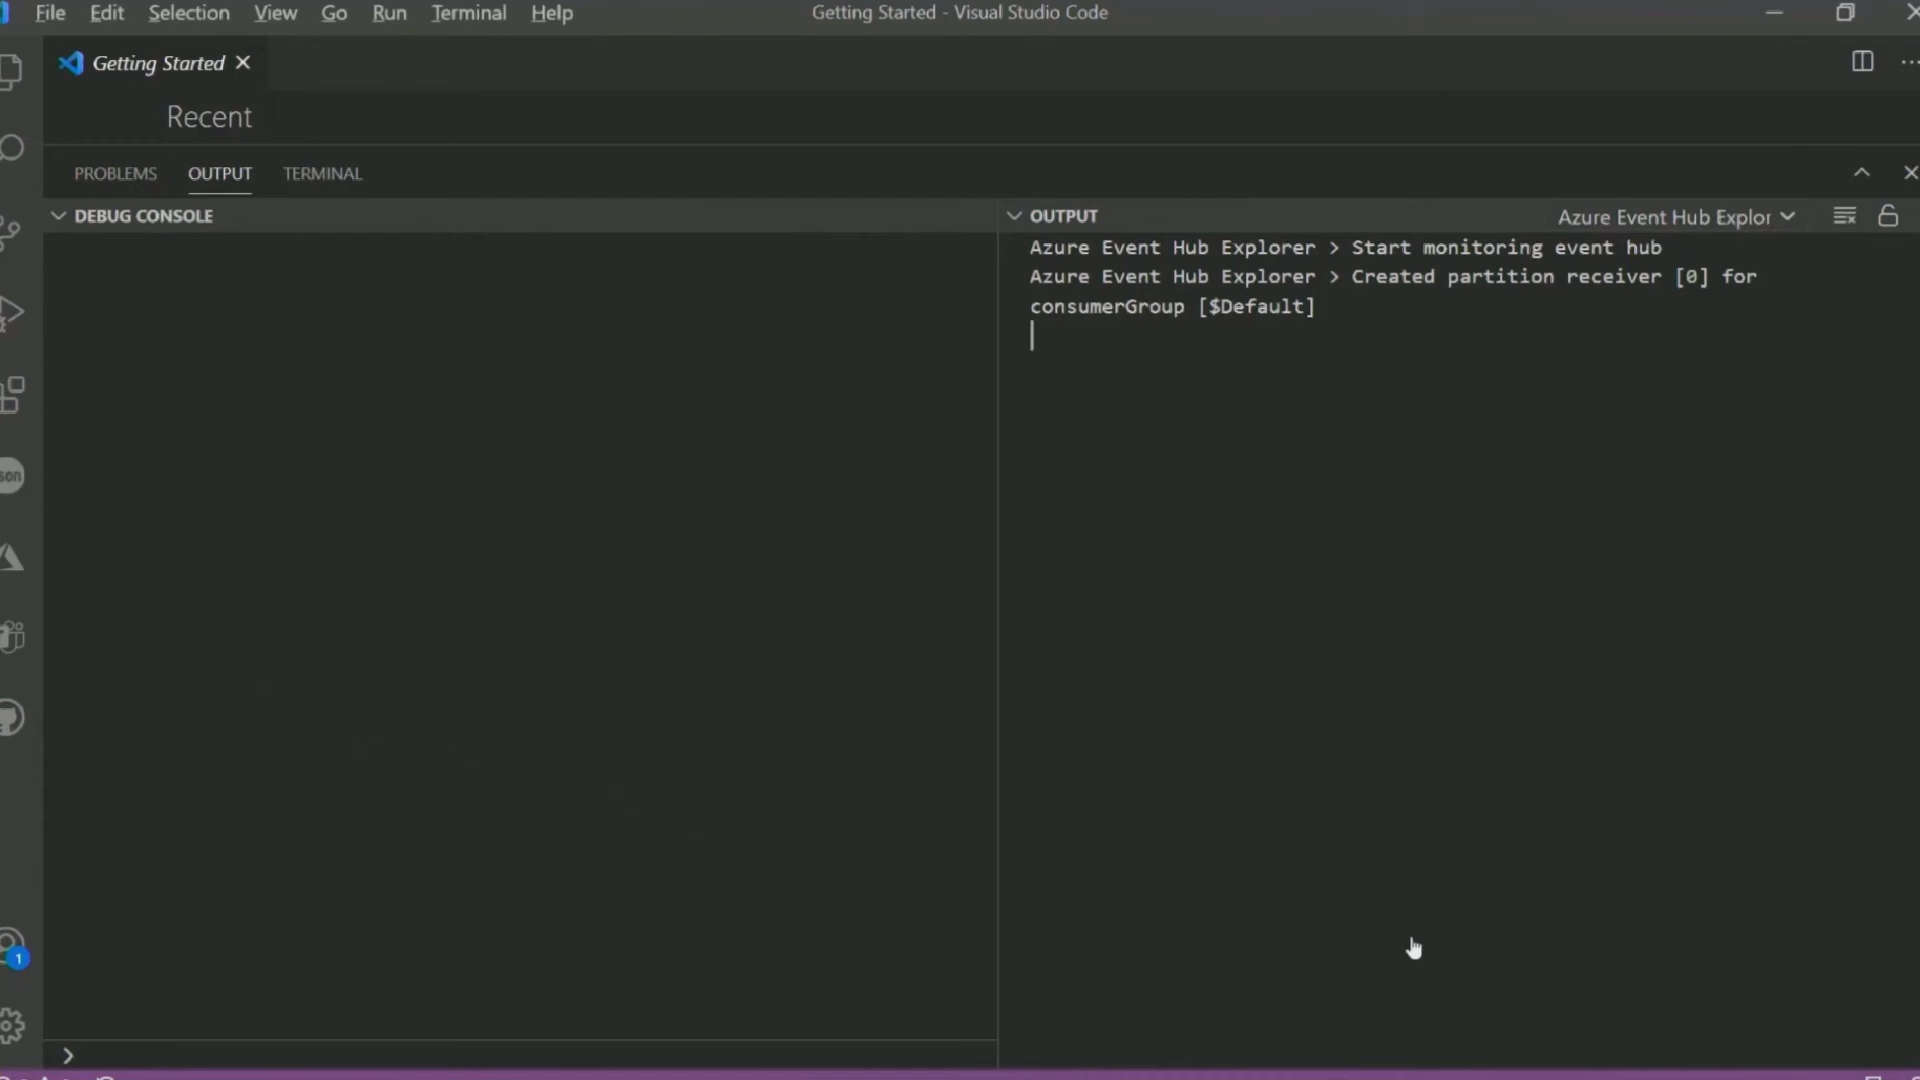 File Edit Selection View Go Run Terminal Help Getting Started - Visual Studio Code
Getting Started
Recent
PROBLEMS OUTPUT TERMINAL
DEBUG CONSOLE
OUTPUT Azure Event Hub Explor
Azure Event Hub Explorer > Start monitoring event hub
Azure Event Hub Explorer > Created partition receiver [0] for
consumerGroup [$Default]
son
1